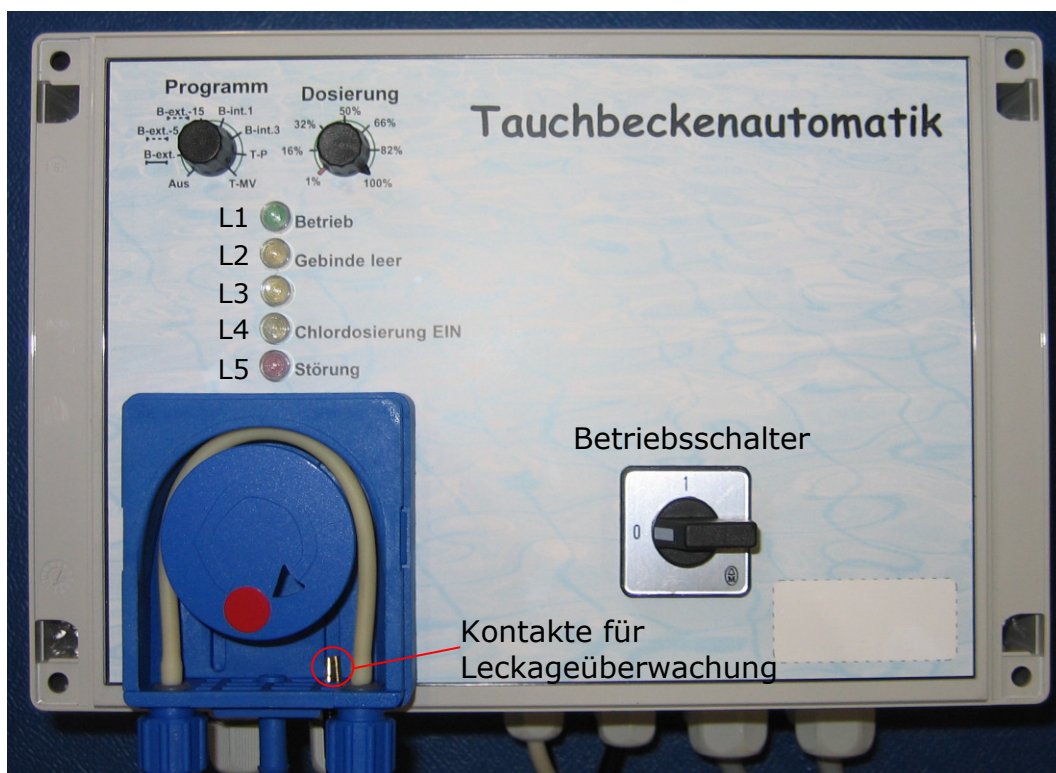 Programm
B-ext.-15 B-int.1
B-ext.-5 B-int.3
B-ext. T-P
Aus T-MV
Dosierung
50%
32% 66%
16% 82%
1% 100%
Tauchbeckenautomatik
L1 Betrieb
L2 Gebinde leer
L3
L4 Chlordosierung EIN
L5 Störung
Betriebsschalter
1
0
Kontakte für
Leckageüberwachung